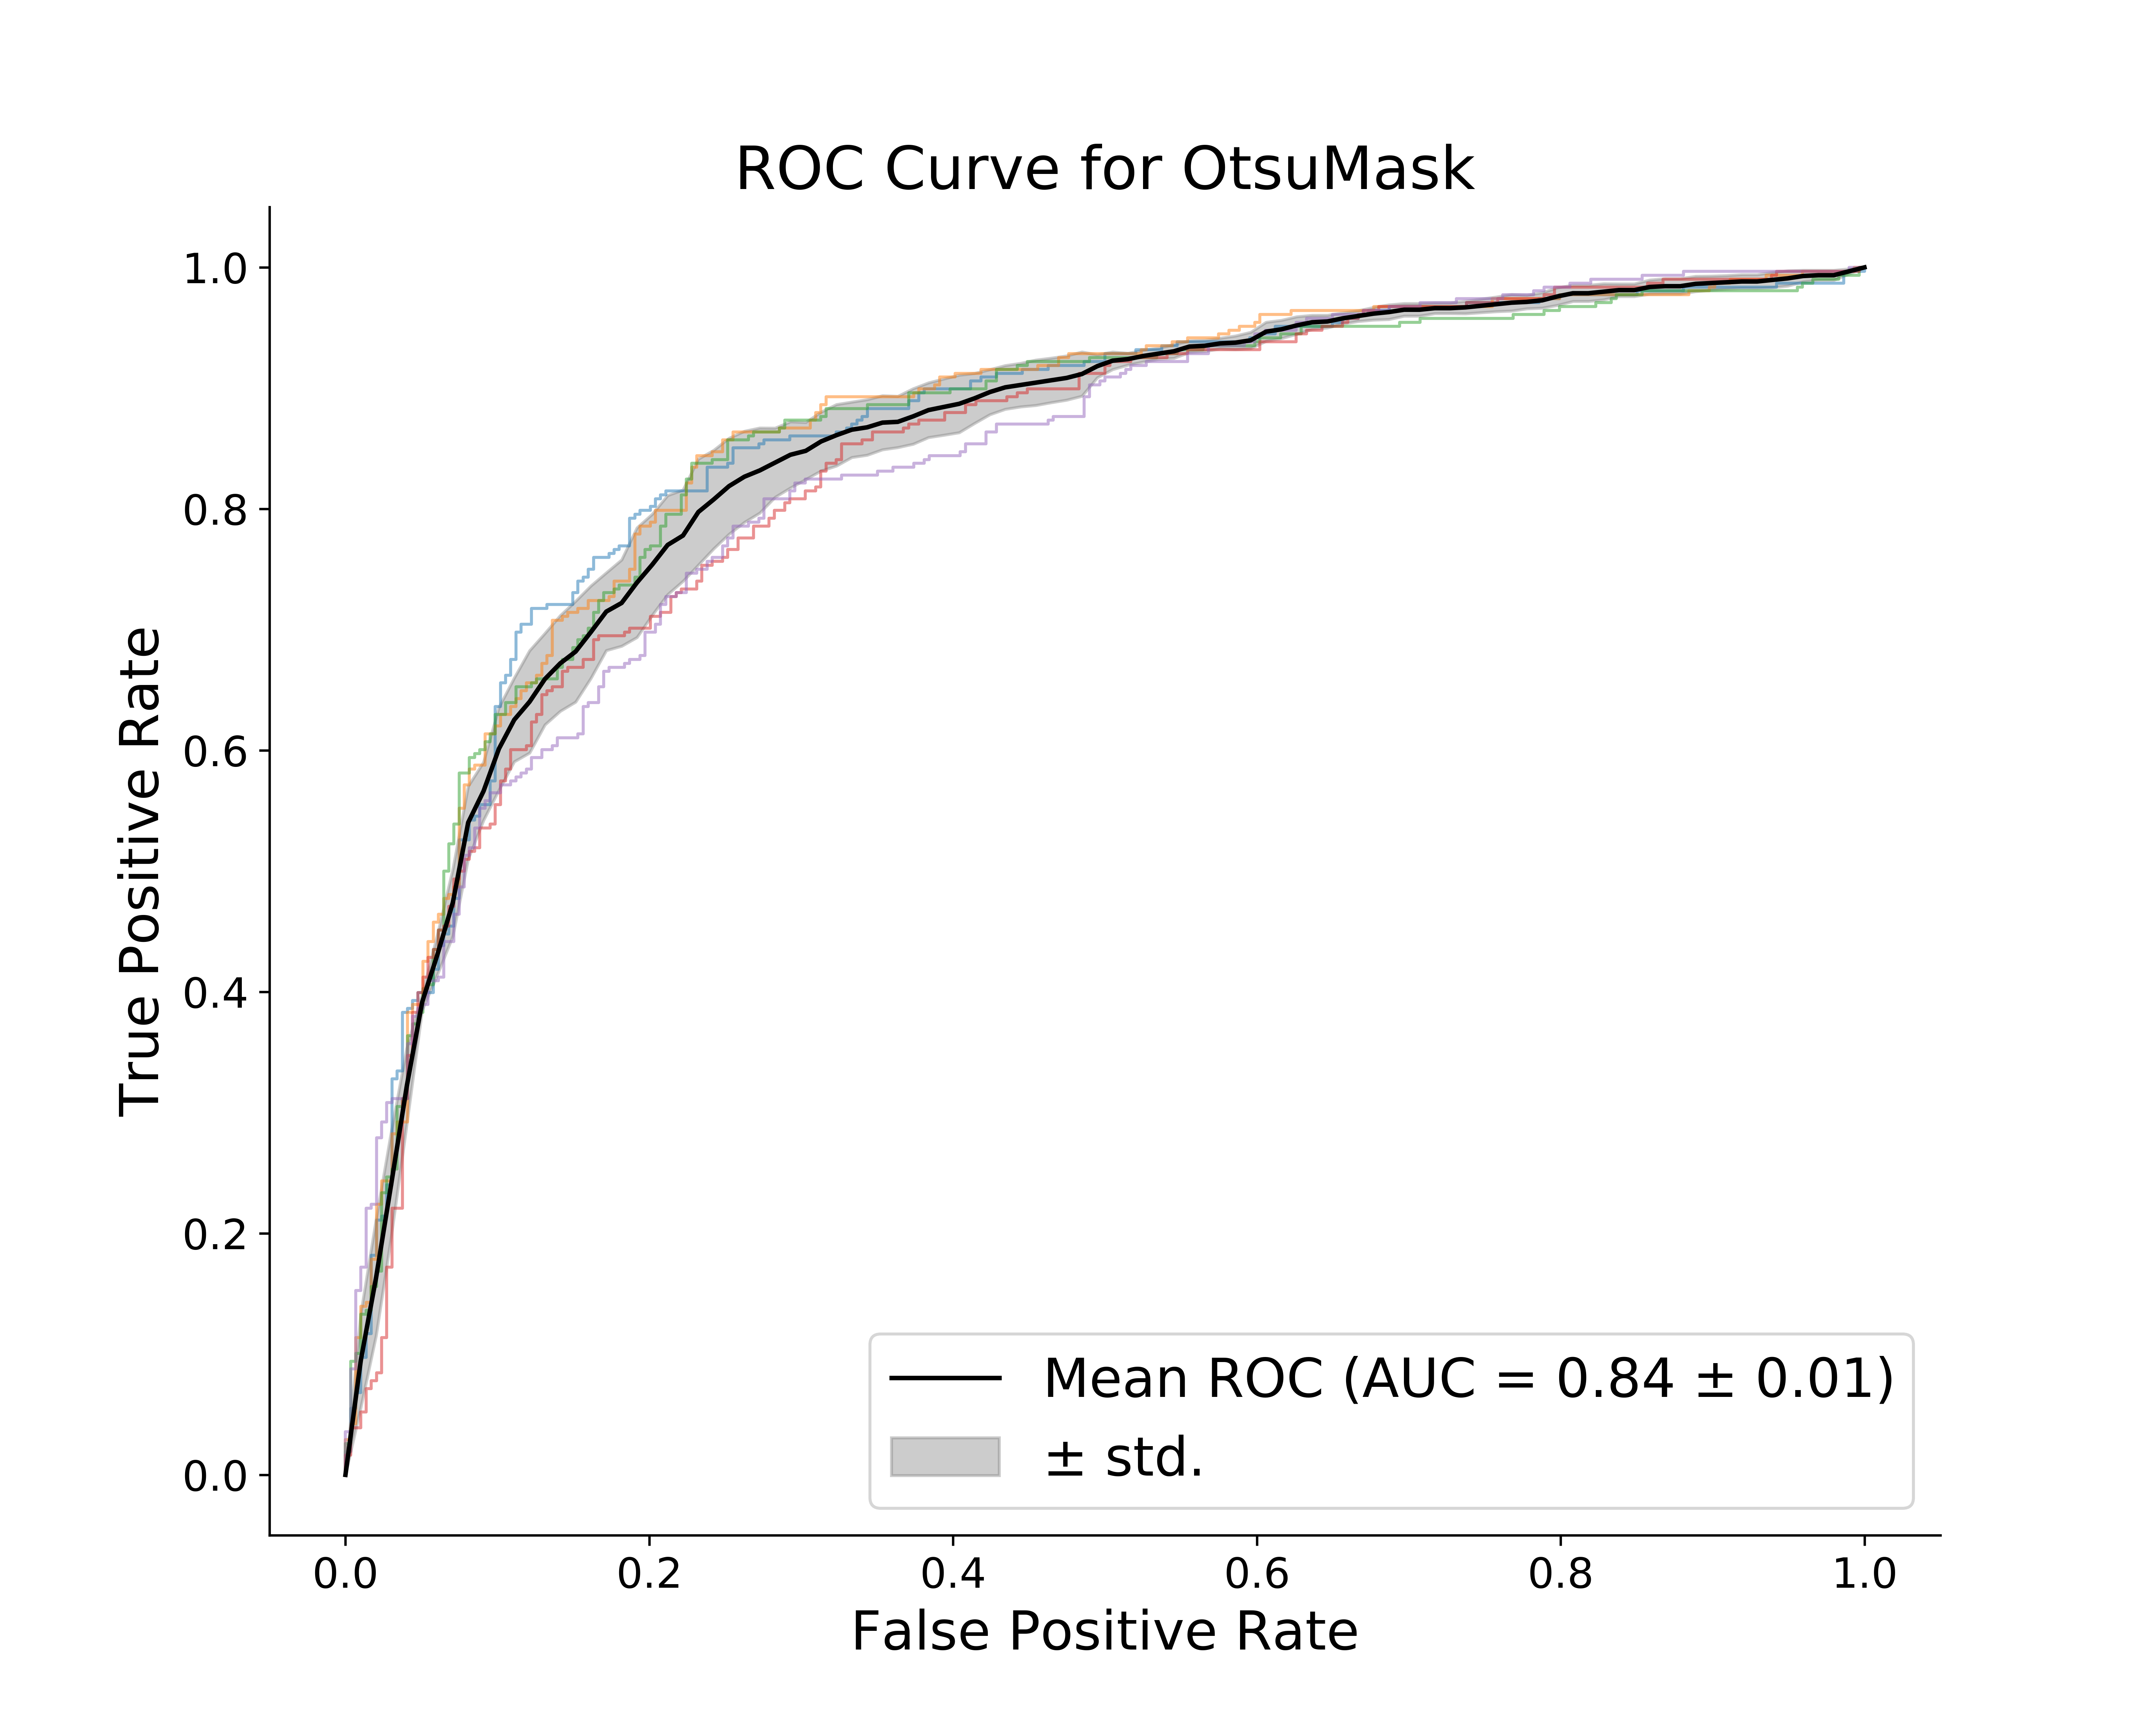 ROC Curve for OtsuMask
True Positive Rate
1.0
0.8
0.6
0.4
0.2
0.0
0.0 0.2 0.4 0.6 0.8 1.0
False Positive Rate
Mean ROC (AUC = 0.84 ± 0.01)
± std.